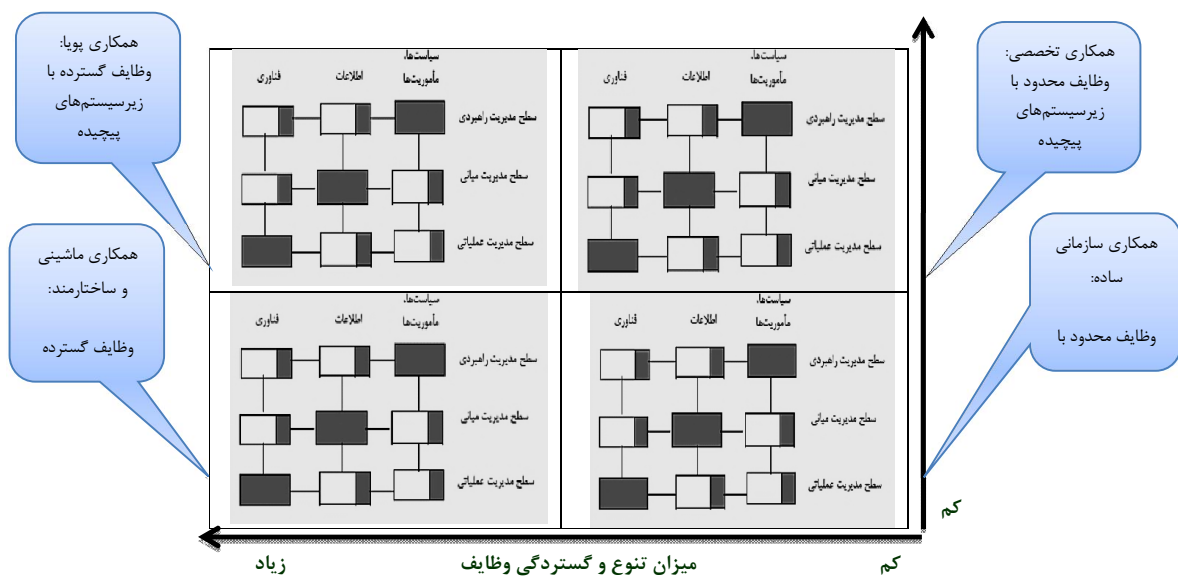 همکاری تخصصی:
وظایف محدود با
زیرسیستم‌های
پیچیده
همکاری سازمانی
ساده:
وظایف محدود با
سیاست‌ها،
مأموریت‌ها
اطلاعات
فناوری
سطح مدیریت راهبردی
سطح مدیریت میانی
سطح مدیریت عملیاتی
سیاست‌ها،
مأموریت‌ها
اطلاعات
فناوری
سطح مدیریت راهبردی
سطح مدیریت میانی
سطح مدیریت عملیاتی
سیاست‌ها،
مأموریت‌ها
اطلاعات
فناوری
سطح مدیریت راهبردی
سطح مدیریت میانی
سطح مدیریت عملیاتی
سیاست‌ها،
مأموریت‌ها
اطلاعات
فناوری
سطح مدیریت راهبردی
سطح مدیریت میانی
سطح مدیریت عملیاتی
همکاری پویا:
وظایف گسترده با
زیرسیستم‌های
پیچیده
همکاری ماشینی
و ساختارمند:
وظایف گسترده
کم
کم میزان تنوع و گستردگی وظایف زیاد